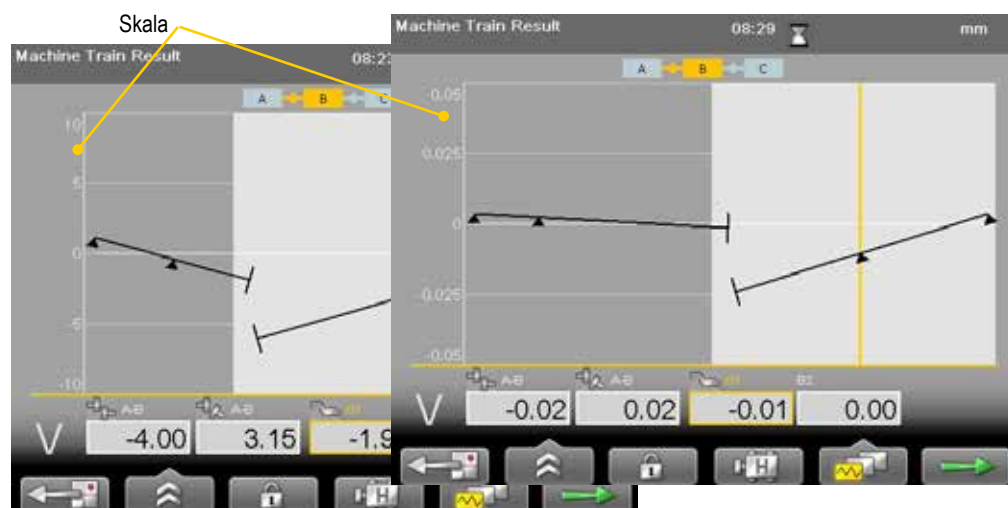 Skala
Machine Train Result 08:2
A B C
10
5
0
-5
-10
A-B A-B
V -4.00 3.15 -1.9
H
Machine Train Result 08:29 mm
A B C
0.05
0.025
0
-0.025
-0.05
A-B A-B B1 B2
V -0.02 0.02 -0.01 0.00
H